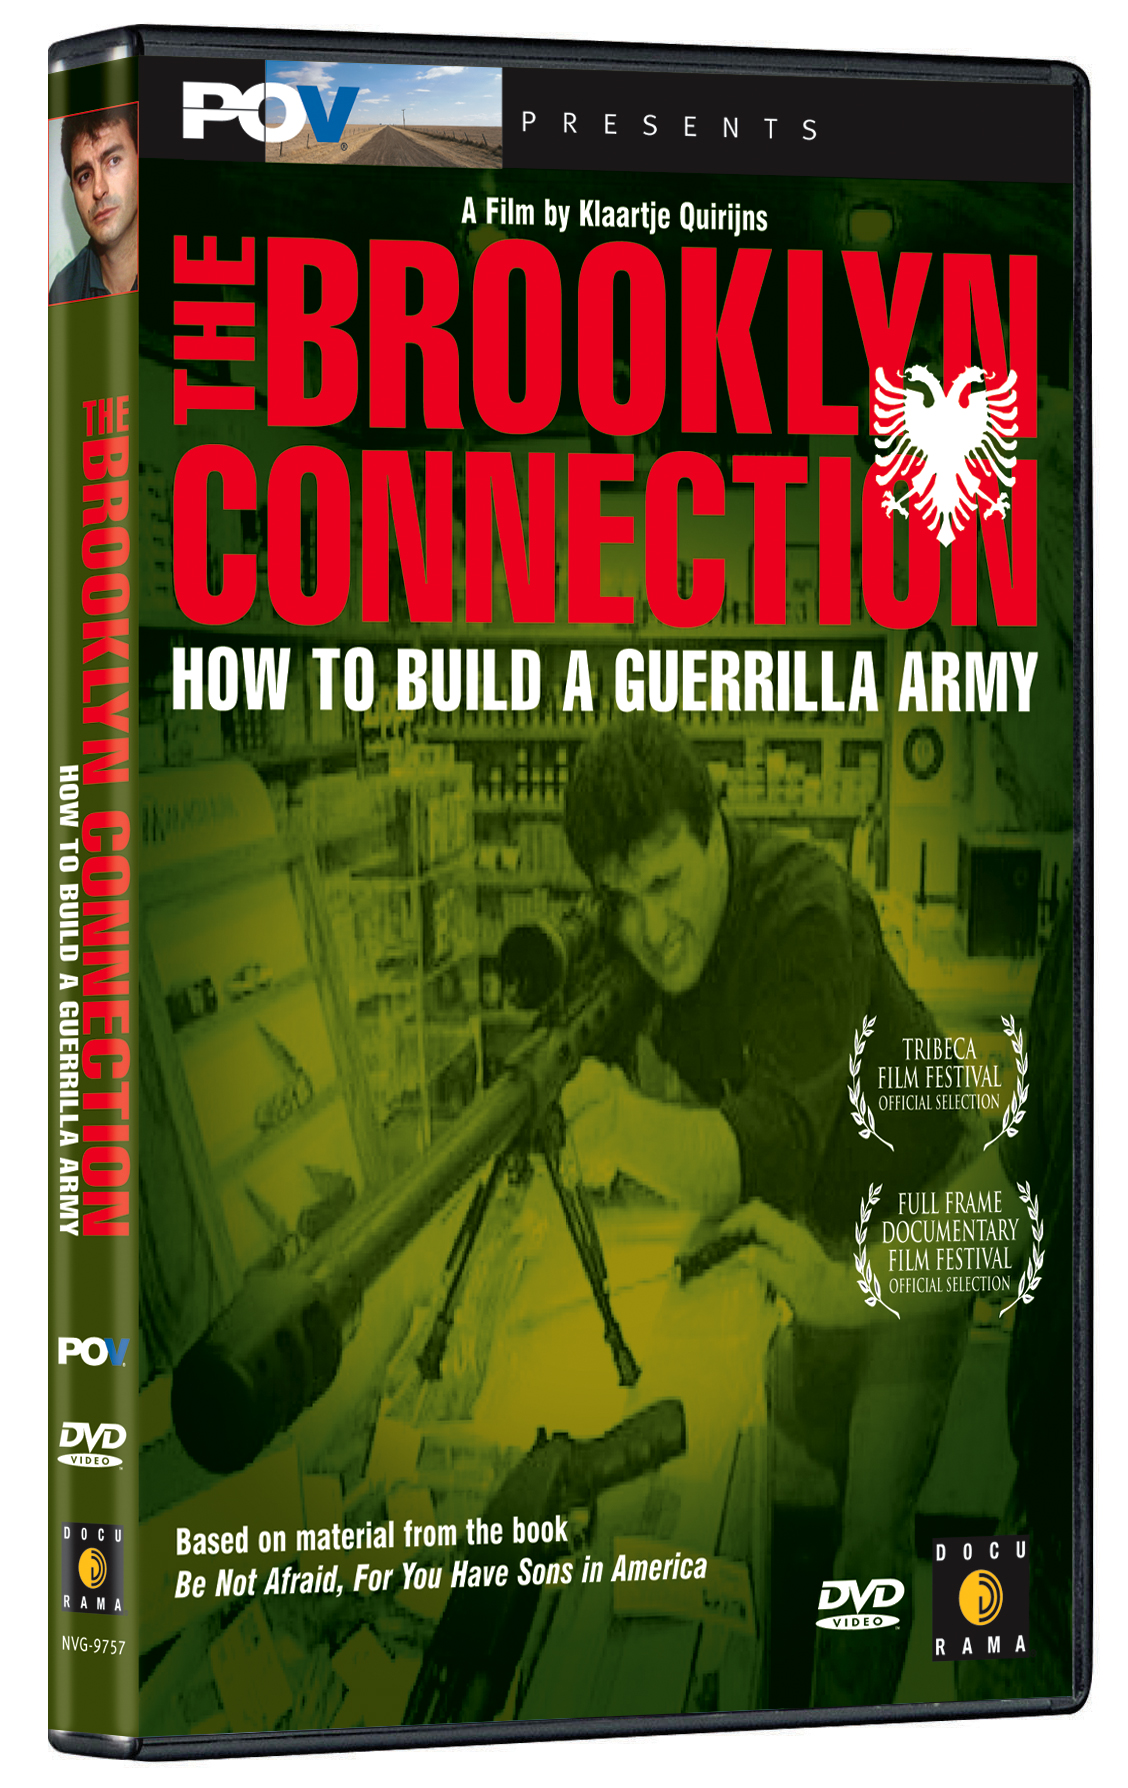 POV® PRESENTS
A Film by Klaartje Quirijns
THE BROOKLYN
CONNECTION
HOW TO BUILD A GUERRILLA ARMY
TRIBECA
FILM FESTIVAL
OFFICIAL SELECTION
FULL FRAME
DOCUMENTARY
FILM FESTIVAL
OFFICIAL SELECTION
Based on material from the book
Be Not Afraid, For You Have Sons in America
DVD
VIDEO
DOCU
RAMA
THE BROOKLYN CONNECTION
HOW TO BUILD A GUERRILLA ARMY
POV
DVD
VIDEO
DOCU
RAMA
NVG-9757